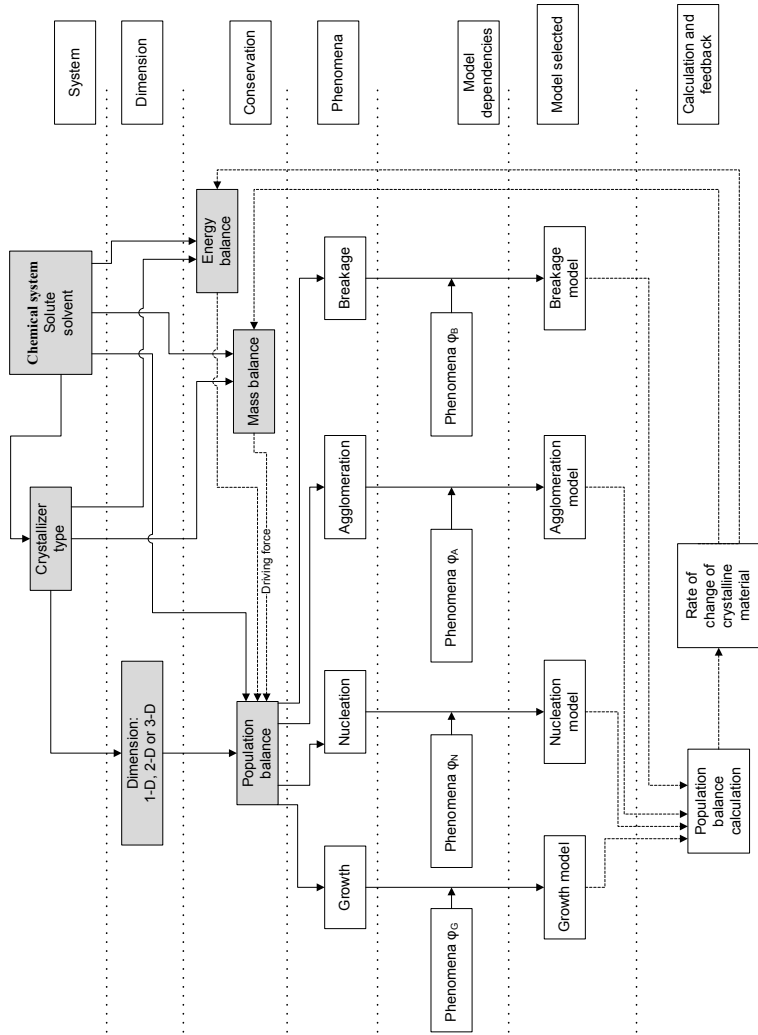 System
Dimension
Conservation
Phenomena
Model
dependencies
Model selected
Calculation and
feedback
Chemical system
Solute
solvent
Crystallizer
type
Dimension:
1-D, 2-D or 3-D
Energy
balance
Mass balance
Population
balance
Driving force
Growth
Nucleation
Agglomeration
Breakage
Phenomena φG
Phenomena φN
Phenomena φA
Phenomena φB
Growth model
Nucleation
model
Agglomeration
model
Breakage
model
Population
balance
calculation
Rate of
change of
crystalline
material